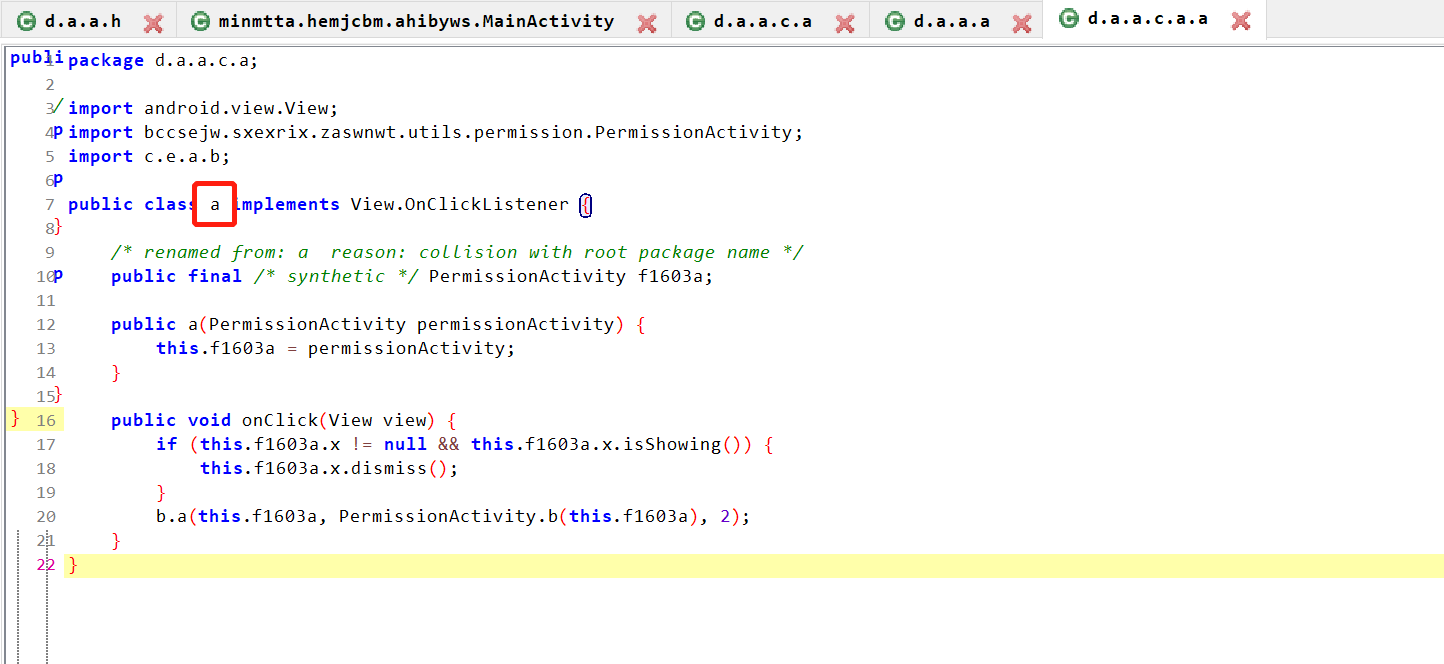 d.a.a.h minmtta.hemjcbm.ahibyws.MainActivity d.a.a.c.a d.a.a.a d.a.a.c.a.a
publi 1 package d.a.a.c.a;
2
3 / import android.view.View;
4 p import bccsejw.sxexrix.zaswnwt.utils.permission.PermissionActivity;
5 import c.e.a.b;
6 p
7 public class a implements View.OnClickListener {
8 }
9 /* renamed from: a  reason: collision with root package name */
10 p public final /* synthetic */ PermissionActivity f1603a;
11
12 public a(PermissionActivity permissionActivity) {
13 this.f1603a = permissionActivity;
14 }
15 }
} 16 public void onClick(View view) {
17 if (this.f1603a.x != null && this.f1603a.x.isShowing()) {
18 this.f1603a.x.dismiss();
19 }
20 b.a(this.f1603a, PermissionActivity.b(this.f1603a), 2);
21 }
22 }